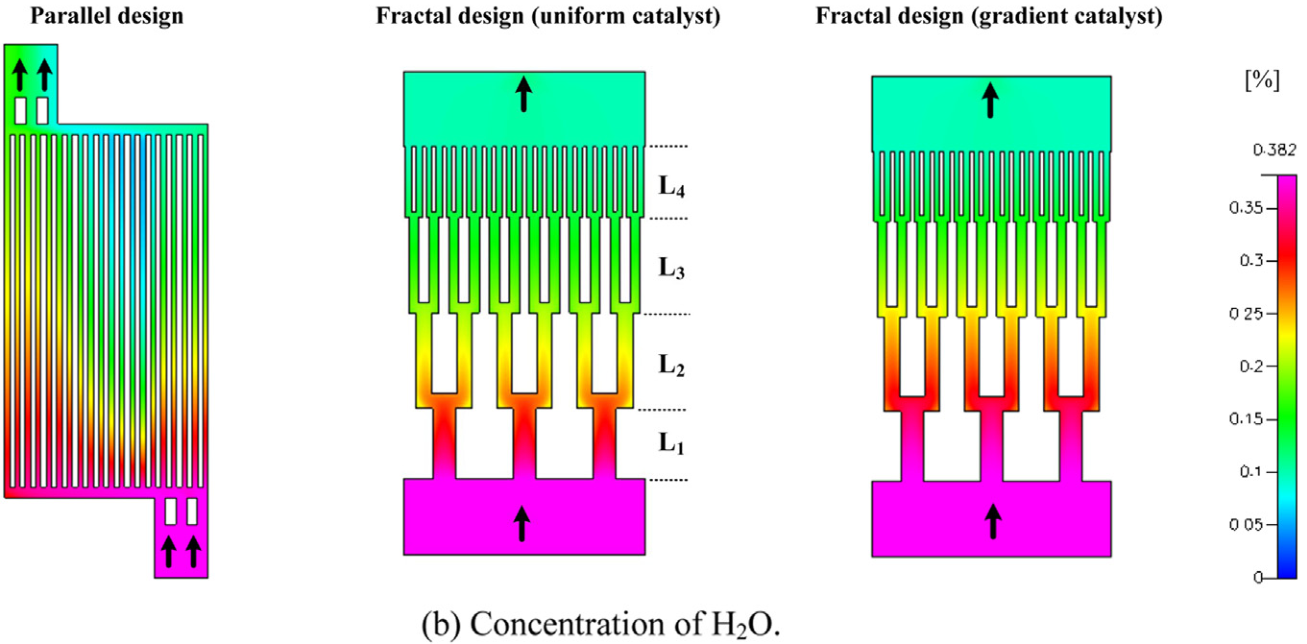 Parallel design
Fractal design (uniform catalyst)
Fractal design (gradient catalyst)
[%]
0.382
0.35
0.3
0.25
0.2
0.15
0.1
0.05
0
L₄
L₃
L₂
L₁
(b) Concentration of H₂O.